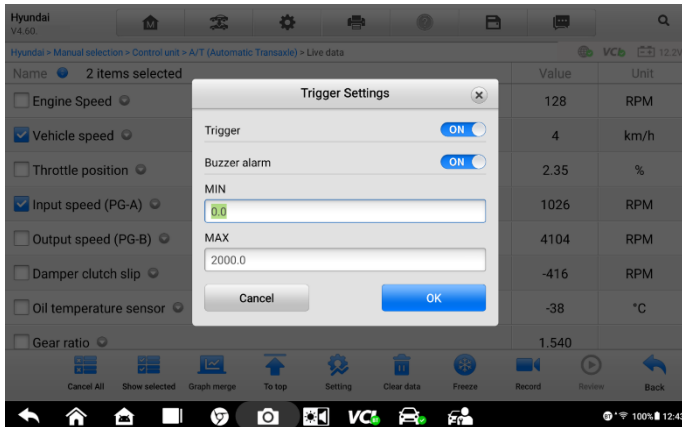 Hyundai
V4.60.
Hyundai > Manual selection > Control unit > A/T (Automatic Transaxle) > Live data
VCI 12.2V
Name 2 items selected Value Unit
Trigger Settings
Engine Speed 128 RPM
Trigger ON
Vehicle speed 4 km/h
Buzzer alarm ON
Throttle position 2.35 %
MIN
Input speed (PG-A) 1026 RPM
0.0
Output speed (PG-B) 4104 RPM
MAX
2000.0
Damper clutch slip -416 RPM
Cancel OK
Oil temperature sensor -38 °C
Gear ratio 1.540
Cancel All Show selected Graph merge To top Setting Clear data Freeze Record Review Back
VCI 100% 12:43